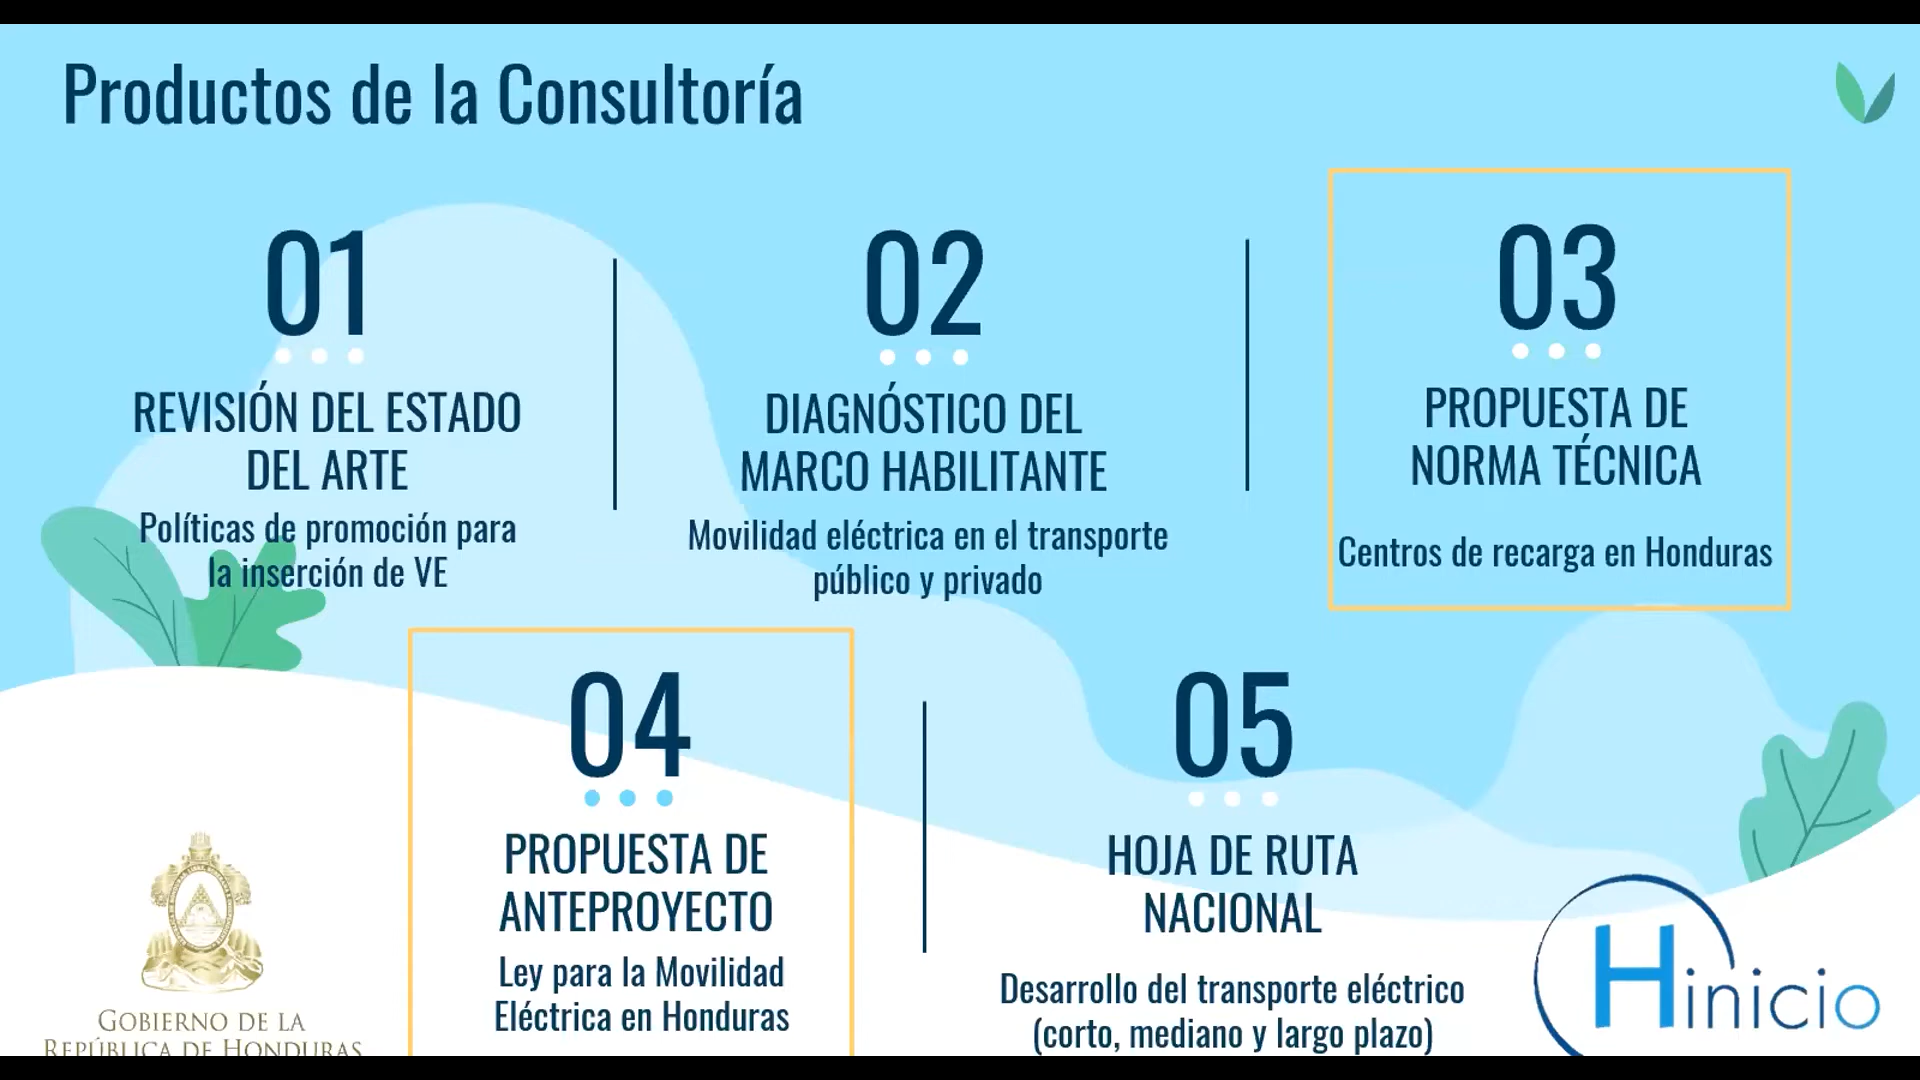 Productos de la Consultoría
01
REVISIÓN DEL ESTADO
DEL ARTE
Políticas de promoción para
la inserción de VE
02
DIAGNÓSTICO DEL
MARCO HABILITANTE
Movilidad eléctrica en el transporte
público y privado
03
PROPUESTA DE
NORMA TÉCNICA
Centros de recarga en Honduras
04
PROPUESTA DE
ANTEPROYECTO
Ley para la Movilidad
Eléctrica en Honduras
05
HOJA DE RUTA
NACIONAL
Desarrollo del transporte eléctrico
(corto, mediano y largo plazo)
GOBIERNO DE LA
REPÚBLICA DE HONDURAS
Hinicio